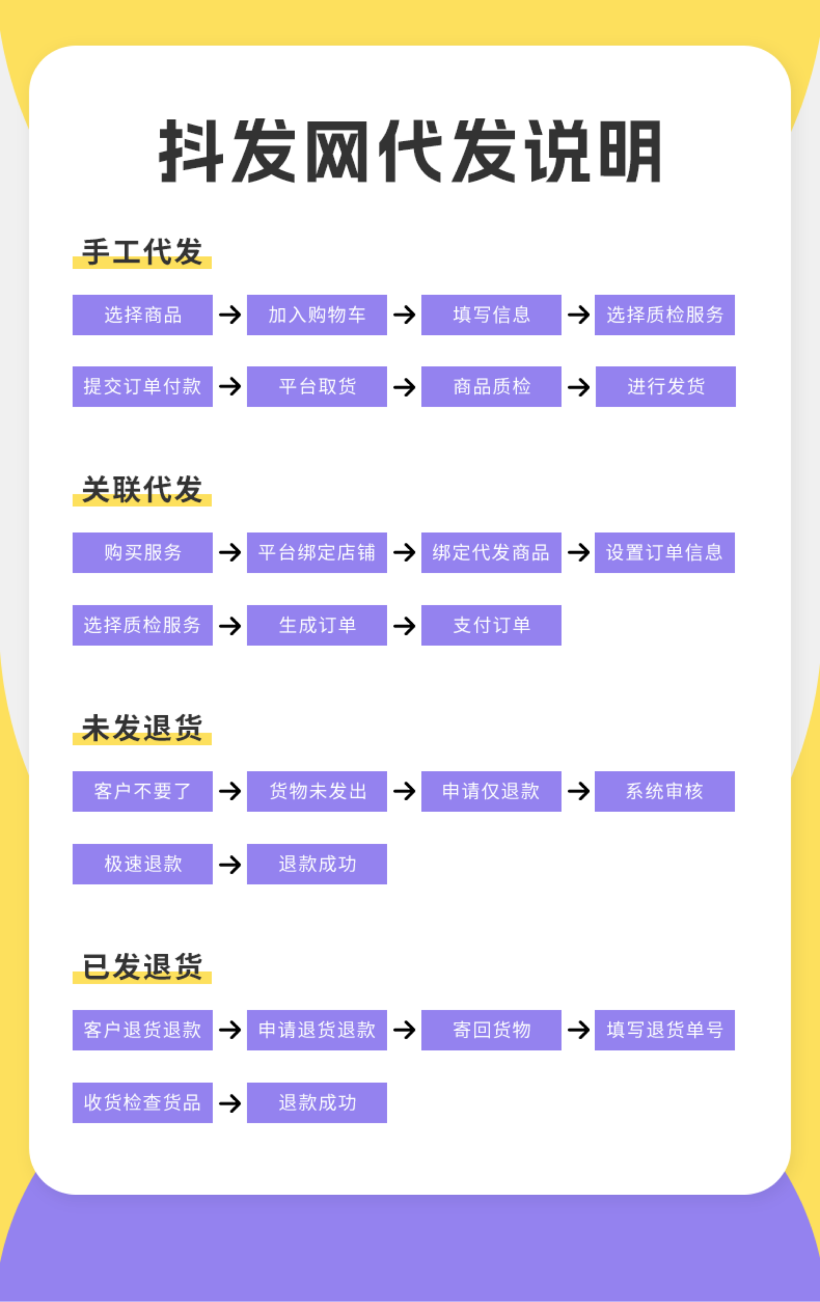 抖发网代发说明
手工代发
选择商品 → 加入购物车 → 填写信息 → 选择质检服务
提交订单付款 → 平台取货 → 商品质检 → 进行发货
关联代发
购买服务 → 平台绑定店铺 → 绑定代发商品 → 设置订单信息
选择质检服务 → 生成订单 → 支付订单
未发退货
客户不要了 → 货物未发出 → 申请仅退款 → 系统审核
极速退款 → 退款成功
已发退货
客户退货退款 → 申请退货退款 → 寄回货物 → 填写退货单号
收货检查货品 → 退款成功